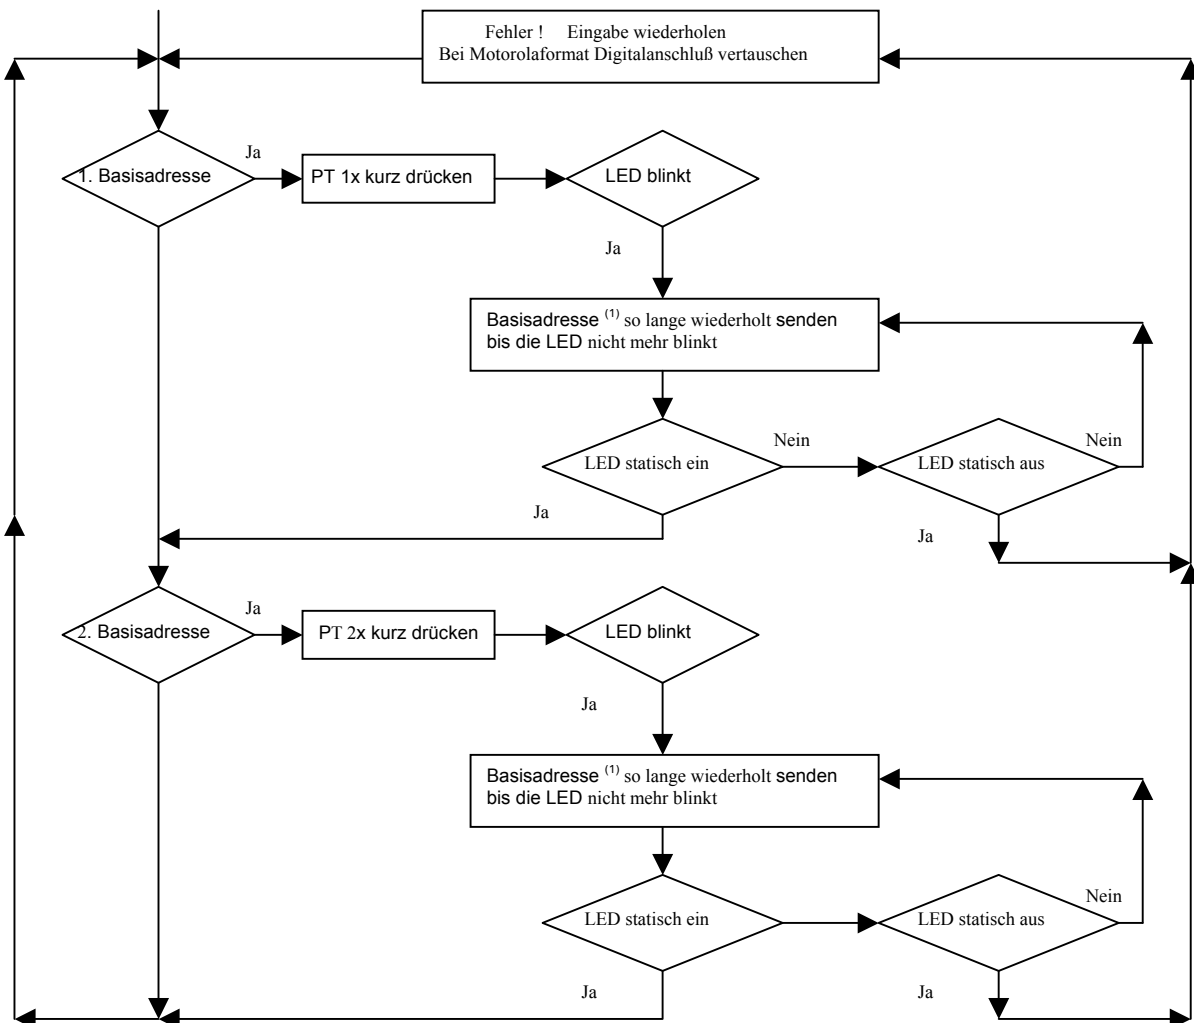 Fehler ! Eingabe wiederholen
Bei Motorolaformat Digitalanschluß vertauschen
1. Basisadresse
Ja
PT 1x kurz drücken
LED blinkt
Ja
Basisadresse (1) so lange wiederholt senden
bis die LED nicht mehr blinkt
LED statisch ein
Nein
LED statisch aus
Nein
Ja
Ja
2. Basisadresse
Ja
PT 2x kurz drücken
LED blinkt
Ja
Basisadresse (1) so lange wiederholt senden
bis die LED nicht mehr blinkt
LED statisch ein
LED statisch aus
Nein
Ja
Ja